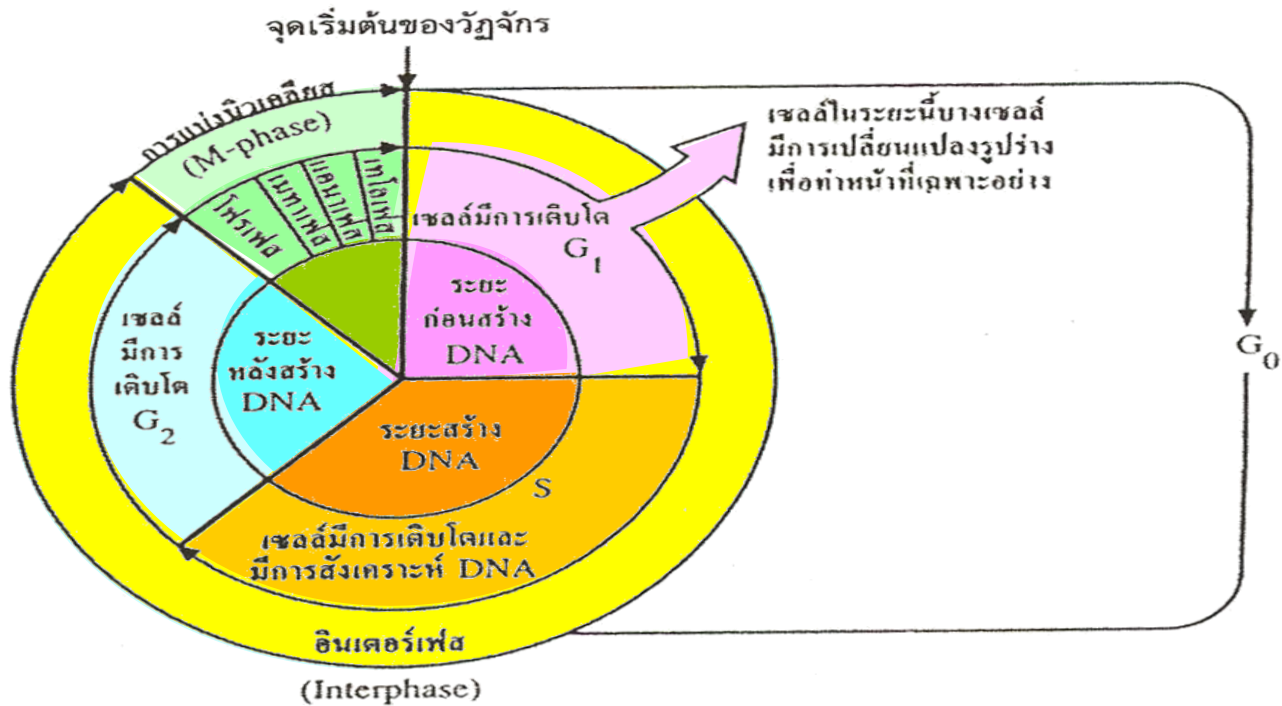 จุดเริ่มต้นของวัฏจักร
การแบ่งนิวเคลียส
(M-phase)
โฟรเฟส
เมทาเฟส
แอนาเฟส
เทโลเฟส
เซลล์ในระยะนี้บางเซลล์
มีการเปลี่ยนแปลงรูปร่าง
เพื่อทำหน้าที่เฉพาะอย่าง
เซลล์มีการเติบโต
G1
ระยะ
ก่อนสร้าง
DNA
G0
เซลล์
มีการ
เติบโต
G2
ระยะ
หลังสร้าง
DNA
ระยะสร้าง
DNA
S
เซลล์มีการเติบโตและ
มีการสังเคราะห์ DNA
อินเตอร์เฟส
(Interphase)